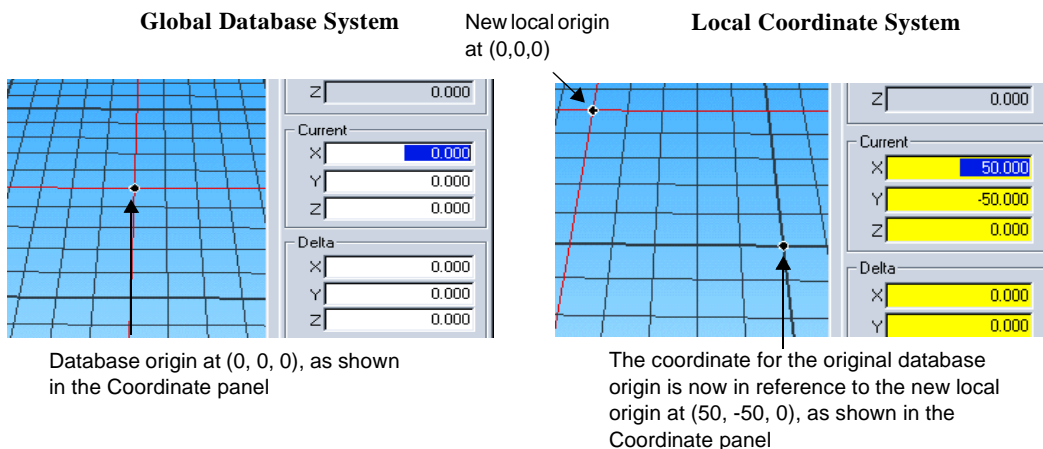 Global Database System
New local origin
at (0,0,0)
Local Coordinate System
Z 0.000
Current
X 0.000
Y 0.000
Z 0.000
Delta
X 0.000
Y 0.000
Z 0.000
Z 0.000
Current
X 50.000
Y -50.000
Z 0.000
Delta
X 0.000
Y 0.000
Database origin at (0, 0, 0), as shown
in the Coordinate panel
The coordinate for the original database
origin is now in reference to the new local
origin at (50, -50, 0), as shown in the
Coordinate panel